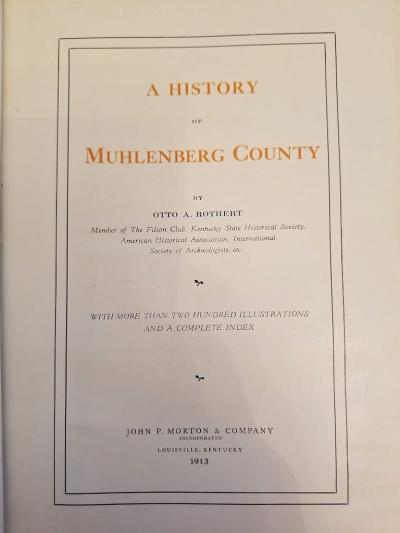 A HISTORY
OF
MUHLENBERG COUNTY
BY
OTTO A. ROTHERT
Member of The Filson Club, Kentucky State Historical Society,
American Historical Association, International
Society of Archæologists, etc.
WITH MORE THAN TWO HUNDRED ILLUSTRATIONS
AND A COMPLETE INDEX
JOHN P. MORTON & COMPANY
INCORPORATED
LOUISVILLE, KENTUCKY
1913